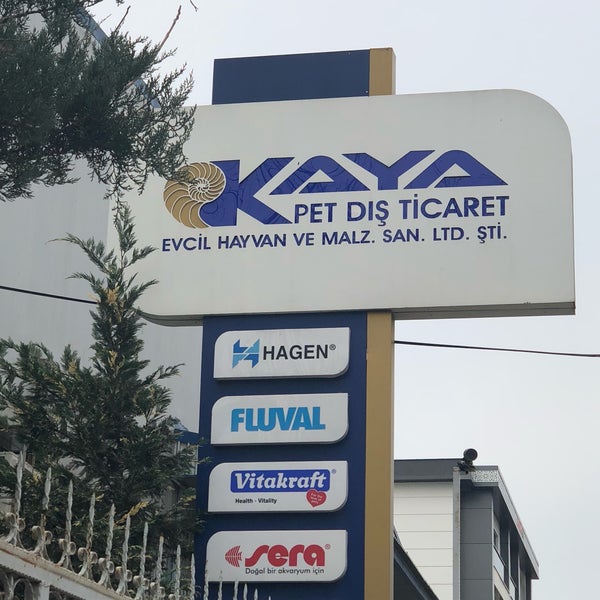 KAYA
PET DIŞ TİCARET
EVCİL HAYVAN VE MALZ. SAN. LTD. ŞTİ.
HAGEN®
FLUVAL
Vitakraft®
Health - Vitality
sera®
Doğal bir akvaryum için